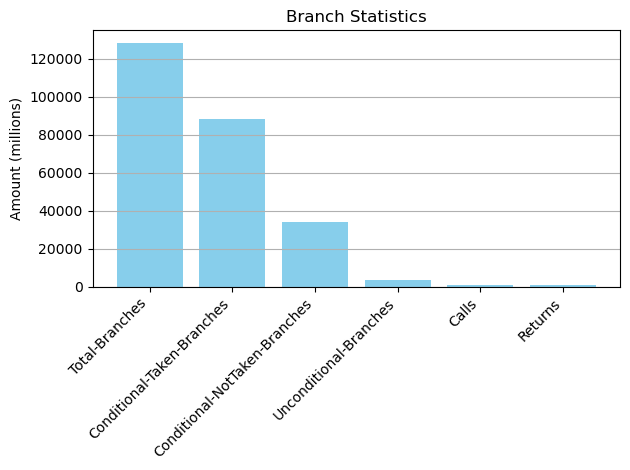 Branch Statistics
Amount (millions)
120000
100000
80000
60000
40000
20000
0
Total-Branches
Conditional-Taken-Branches
Conditional-NotTaken-Branches
Unconditional-Branches
Calls
Returns